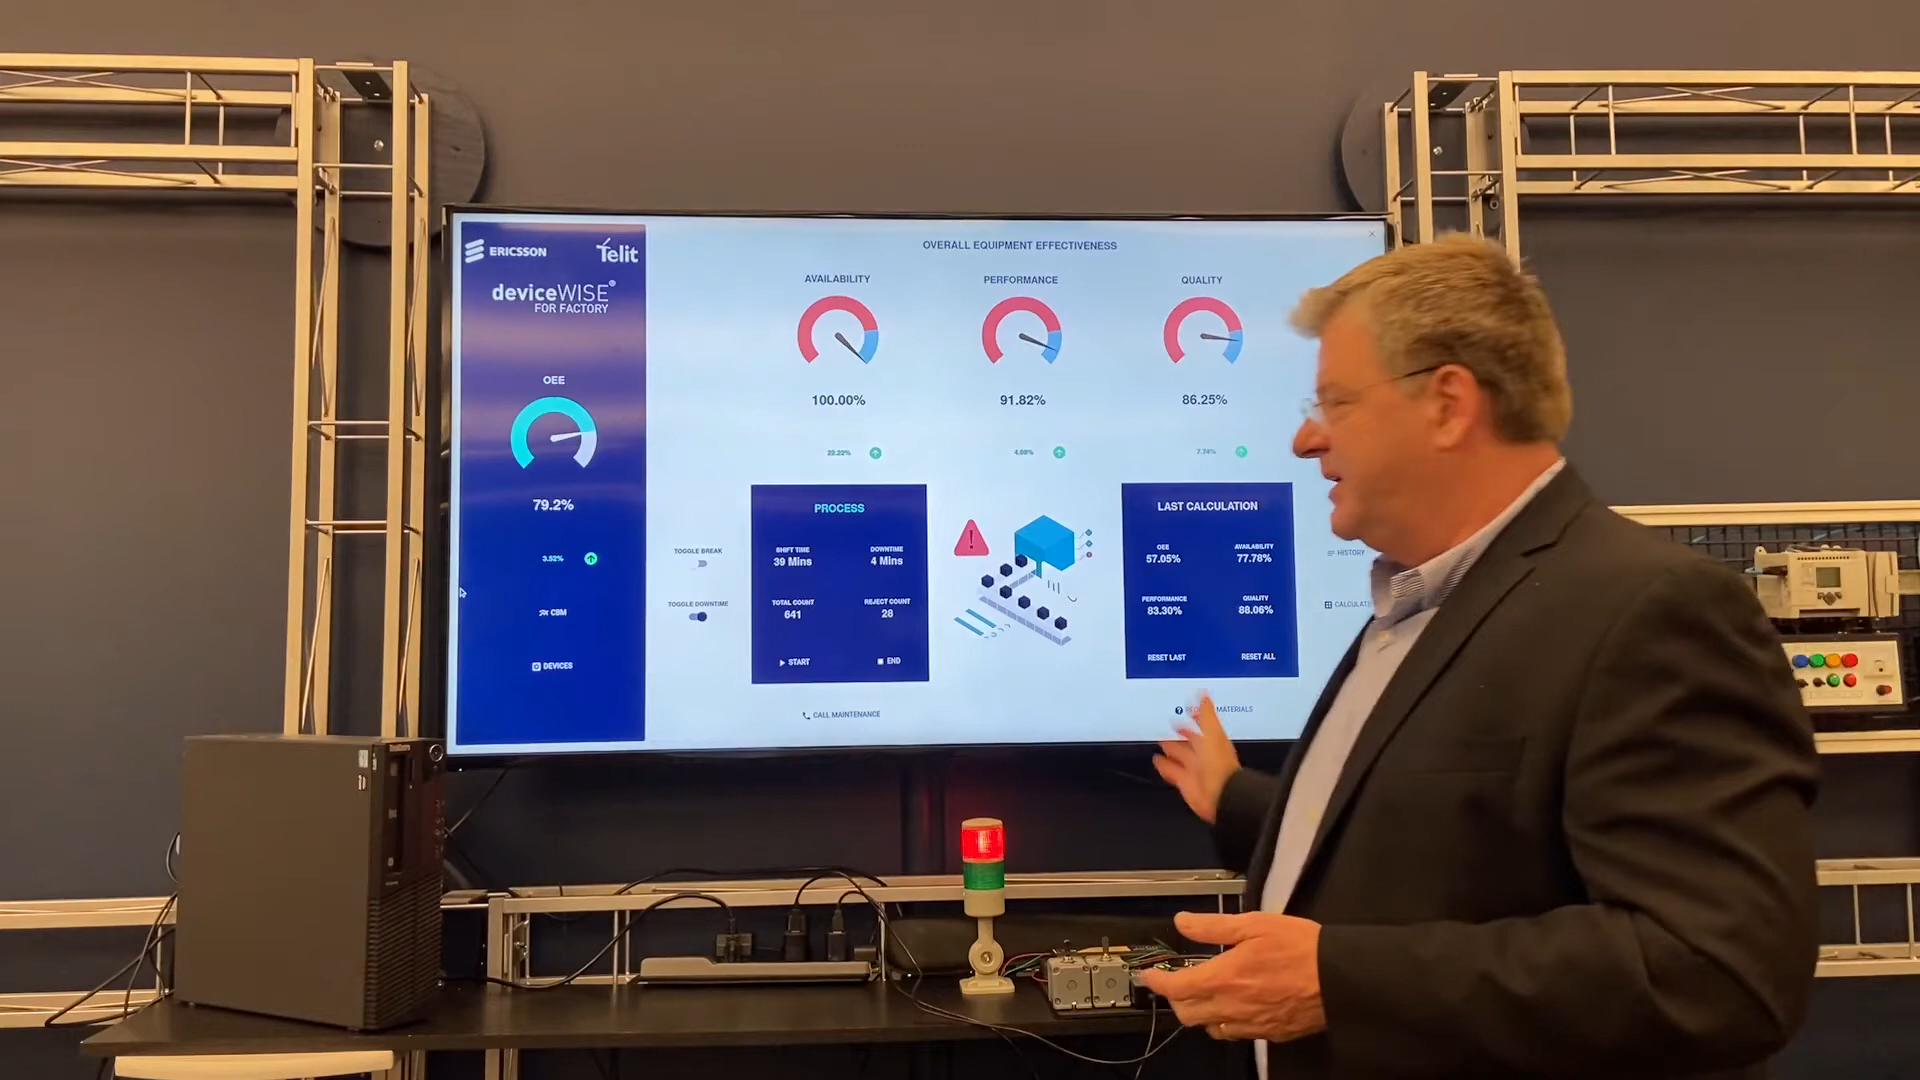 ERICSSON
Telit
deviceWISE®
FOR FACTORY
OEE
79.2%
3.52%
CBM
DEVICES
OVERALL EQUIPMENT EFFECTIVENESS
AVAILABILITY
100.00%
22.22%
PERFORMANCE
91.82%
QUALITY
86.25%
7.74%
TOGGLE BREAK
TOGGLE DOWNTIME
PROCESS
SHIFT TIME
39 Mins
DOWNTIME
4 Mins
TOTAL COUNT
641
REJECT COUNT
28
START
END
CALL MAINTENANCE
LAST CALCULATION
OEE
57.05%
AVAILABILITY
77.78%
PERFORMANCE
83.30%
QUALITY
88.06%
RESET LAST
RESET ALL
MATERIALS
HISTORY